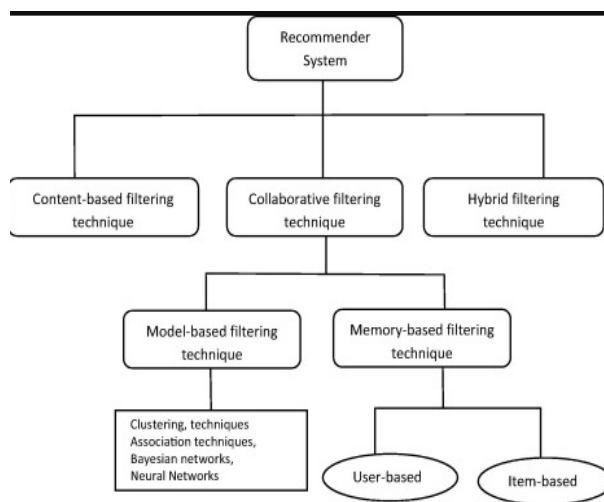 Recommender
System
Content-based filtering
technique
Collaborative filtering
technique
Hybrid filtering
technique
Model-based filtering
technique
Memory-based filtering
technique
Clustering, techniques
Association techniques,
Bayesian networks,
Neural Networks
User-based
Item-based